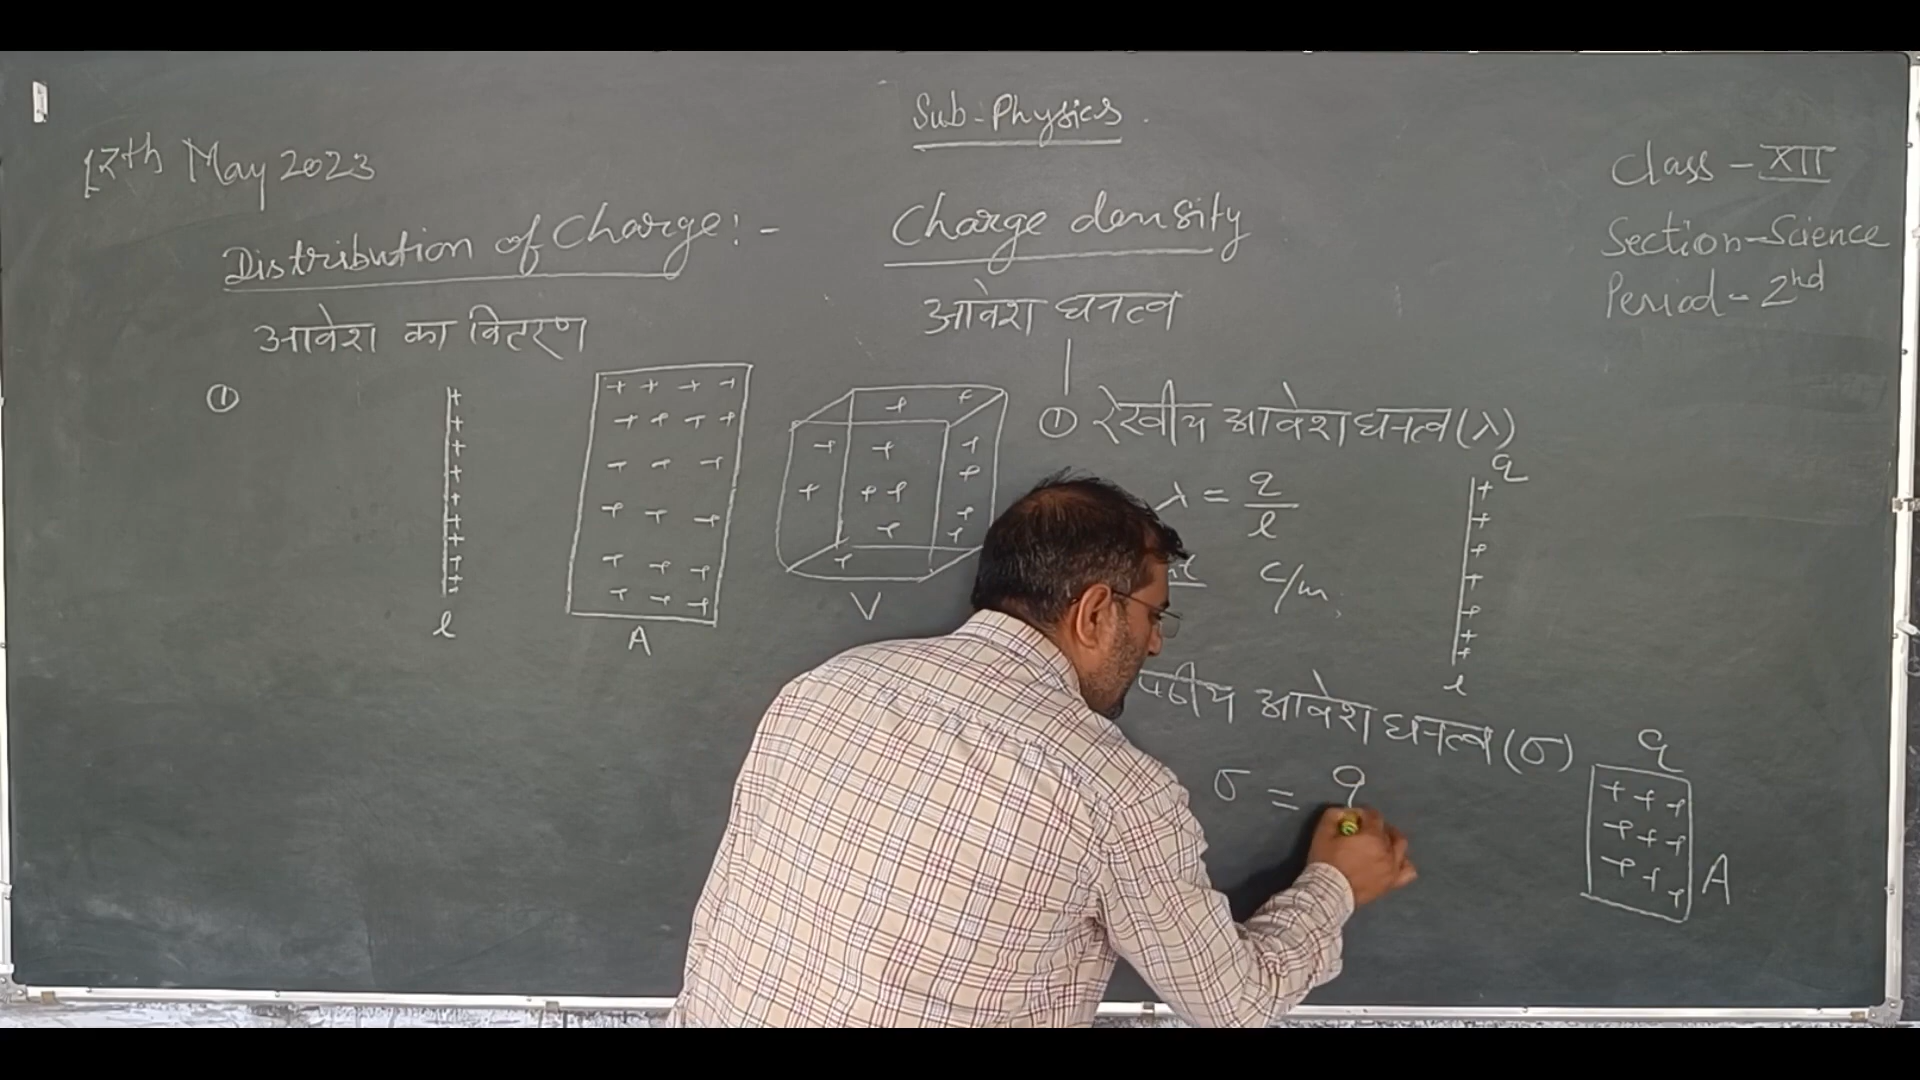 Sub-Physics
17th May 2023
Class - XII
Section-Science
Period - 2nd
Distribution of Charge:-
आवेश का वितरण
①
l
A
V
Charge density
आवेश घनत्व
① रेखीय आवेश घनत्व (λ)
λ = q/l
C/m
q
l
आवेश घनत्व (σ)
σ = q
q
A